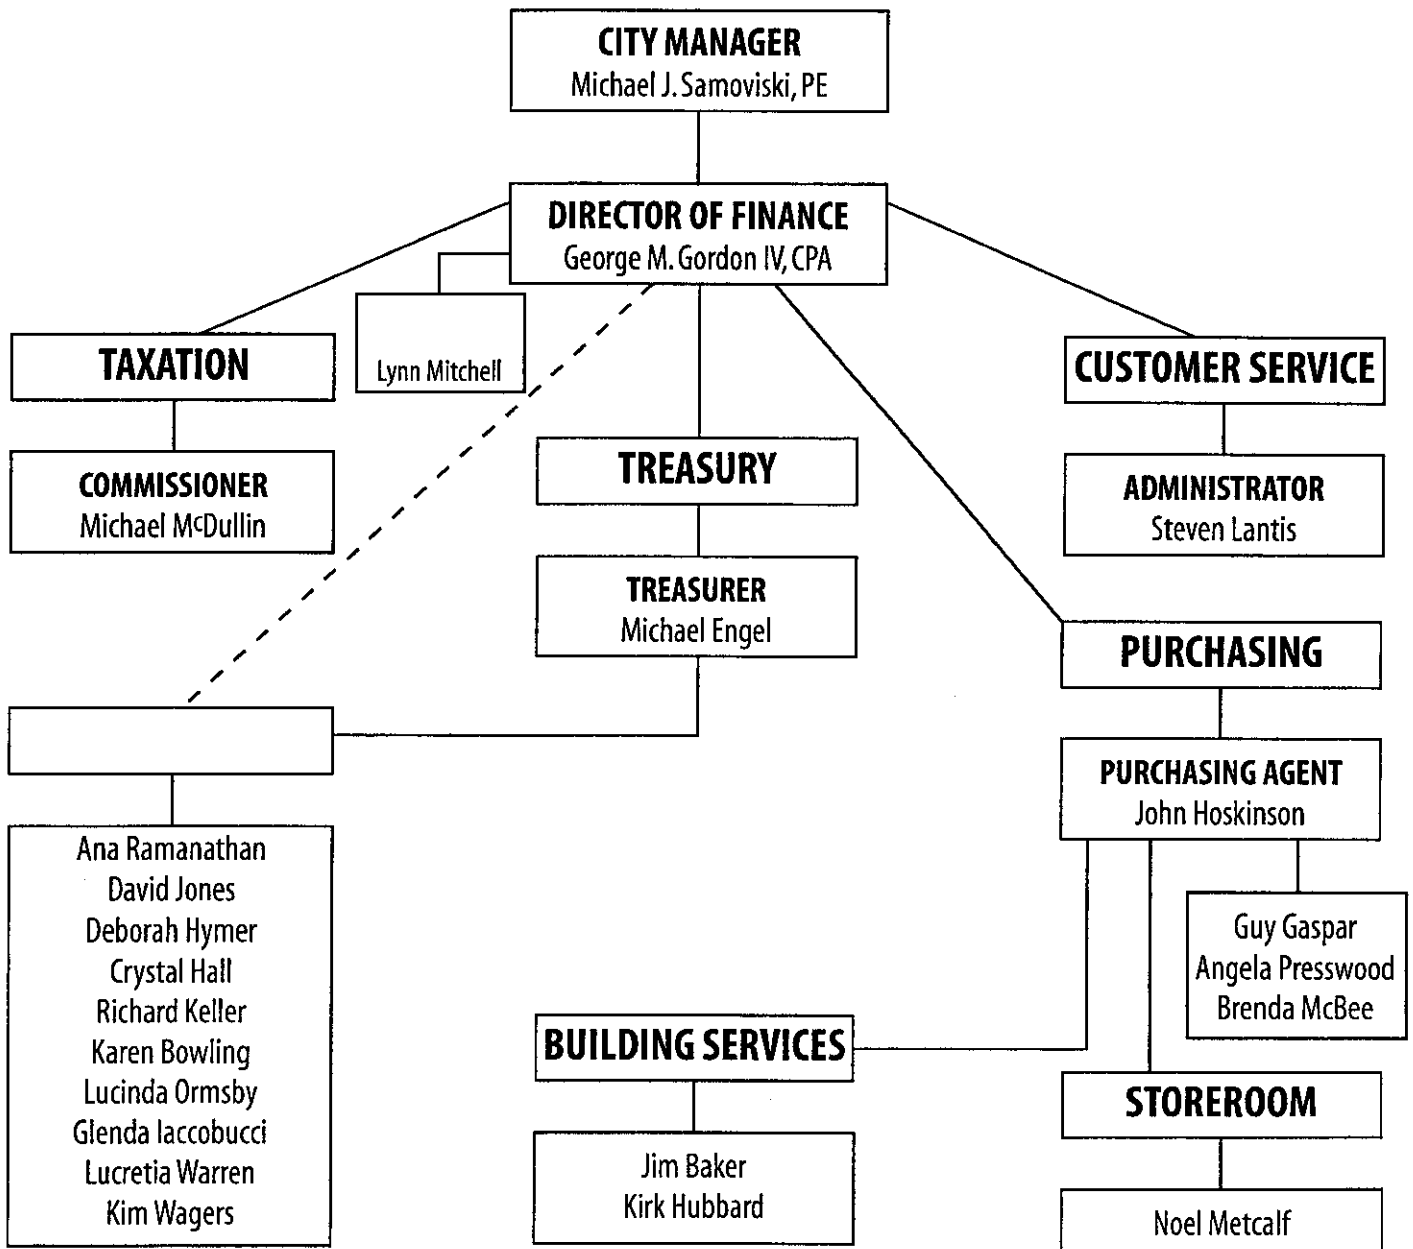 CITY MANAGER
Michael J. Samoviski, PE
DIRECTOR OF FINANCE
George M. Gordon IV, CPA
Lynn Mitchell
TAXATION
COMMISSIONER
Michael McDullin
TREASURY
TREASURER
Michael Engel
CUSTOMER SERVICE
ADMINISTRATOR
Steven Lantis
PURCHASING
PURCHASING AGENT
John Hoskinson
Ana Ramanathan
David Jones
Deborah Hymer
Crystal Hall
Richard Keller
Karen Bowling
Lucinda Ormsby
Glenda Iaccobucci
Lucretia Warren
Kim Wagers
Guy Gaspar
Angela Presswood
Brenda McBee
BUILDING SERVICES
Jim Baker
Kirk Hubbard
STOREROOM
Noel Metcalf